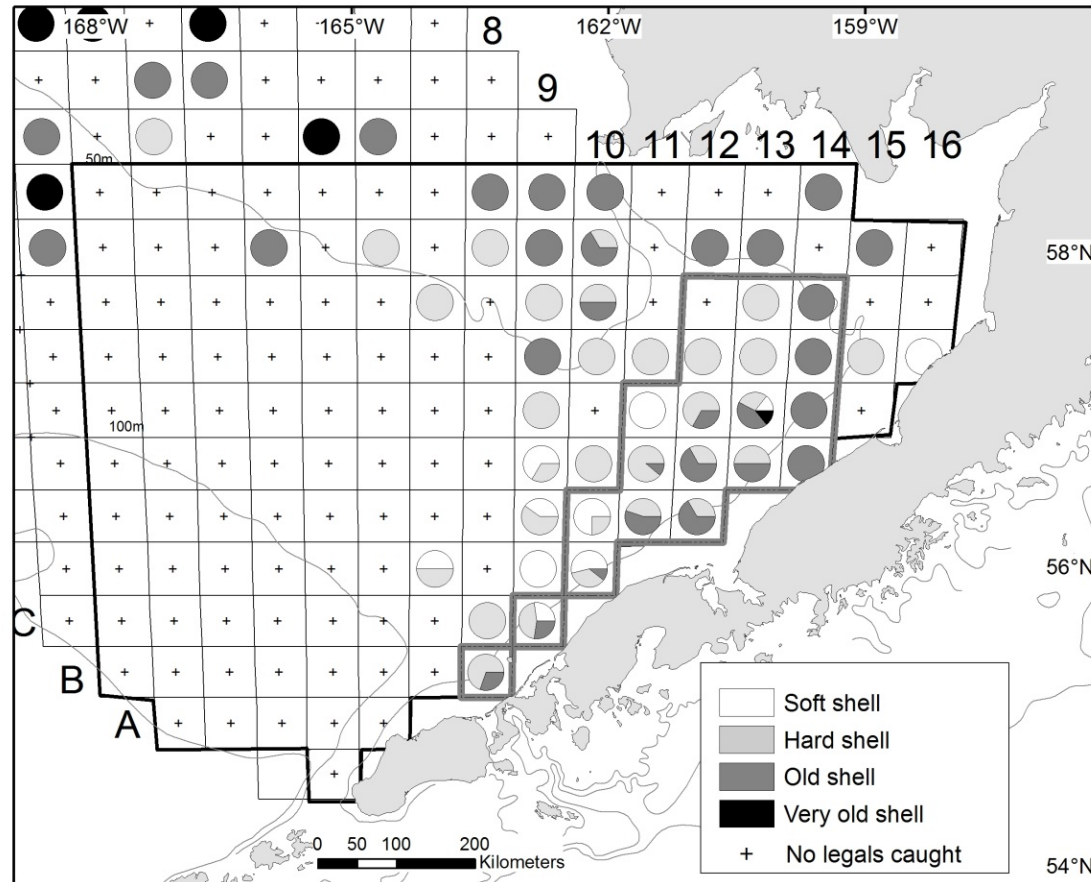 168°W 165°W 162°W 159°W
8
9
10 11 12 13 14 15 16
50m
58°N
100m
56°N
C
B
A
Soft shell
Hard shell
Old shell
Very old shell
+ No legals caught
0 50 100 200
Kilometers
54°N